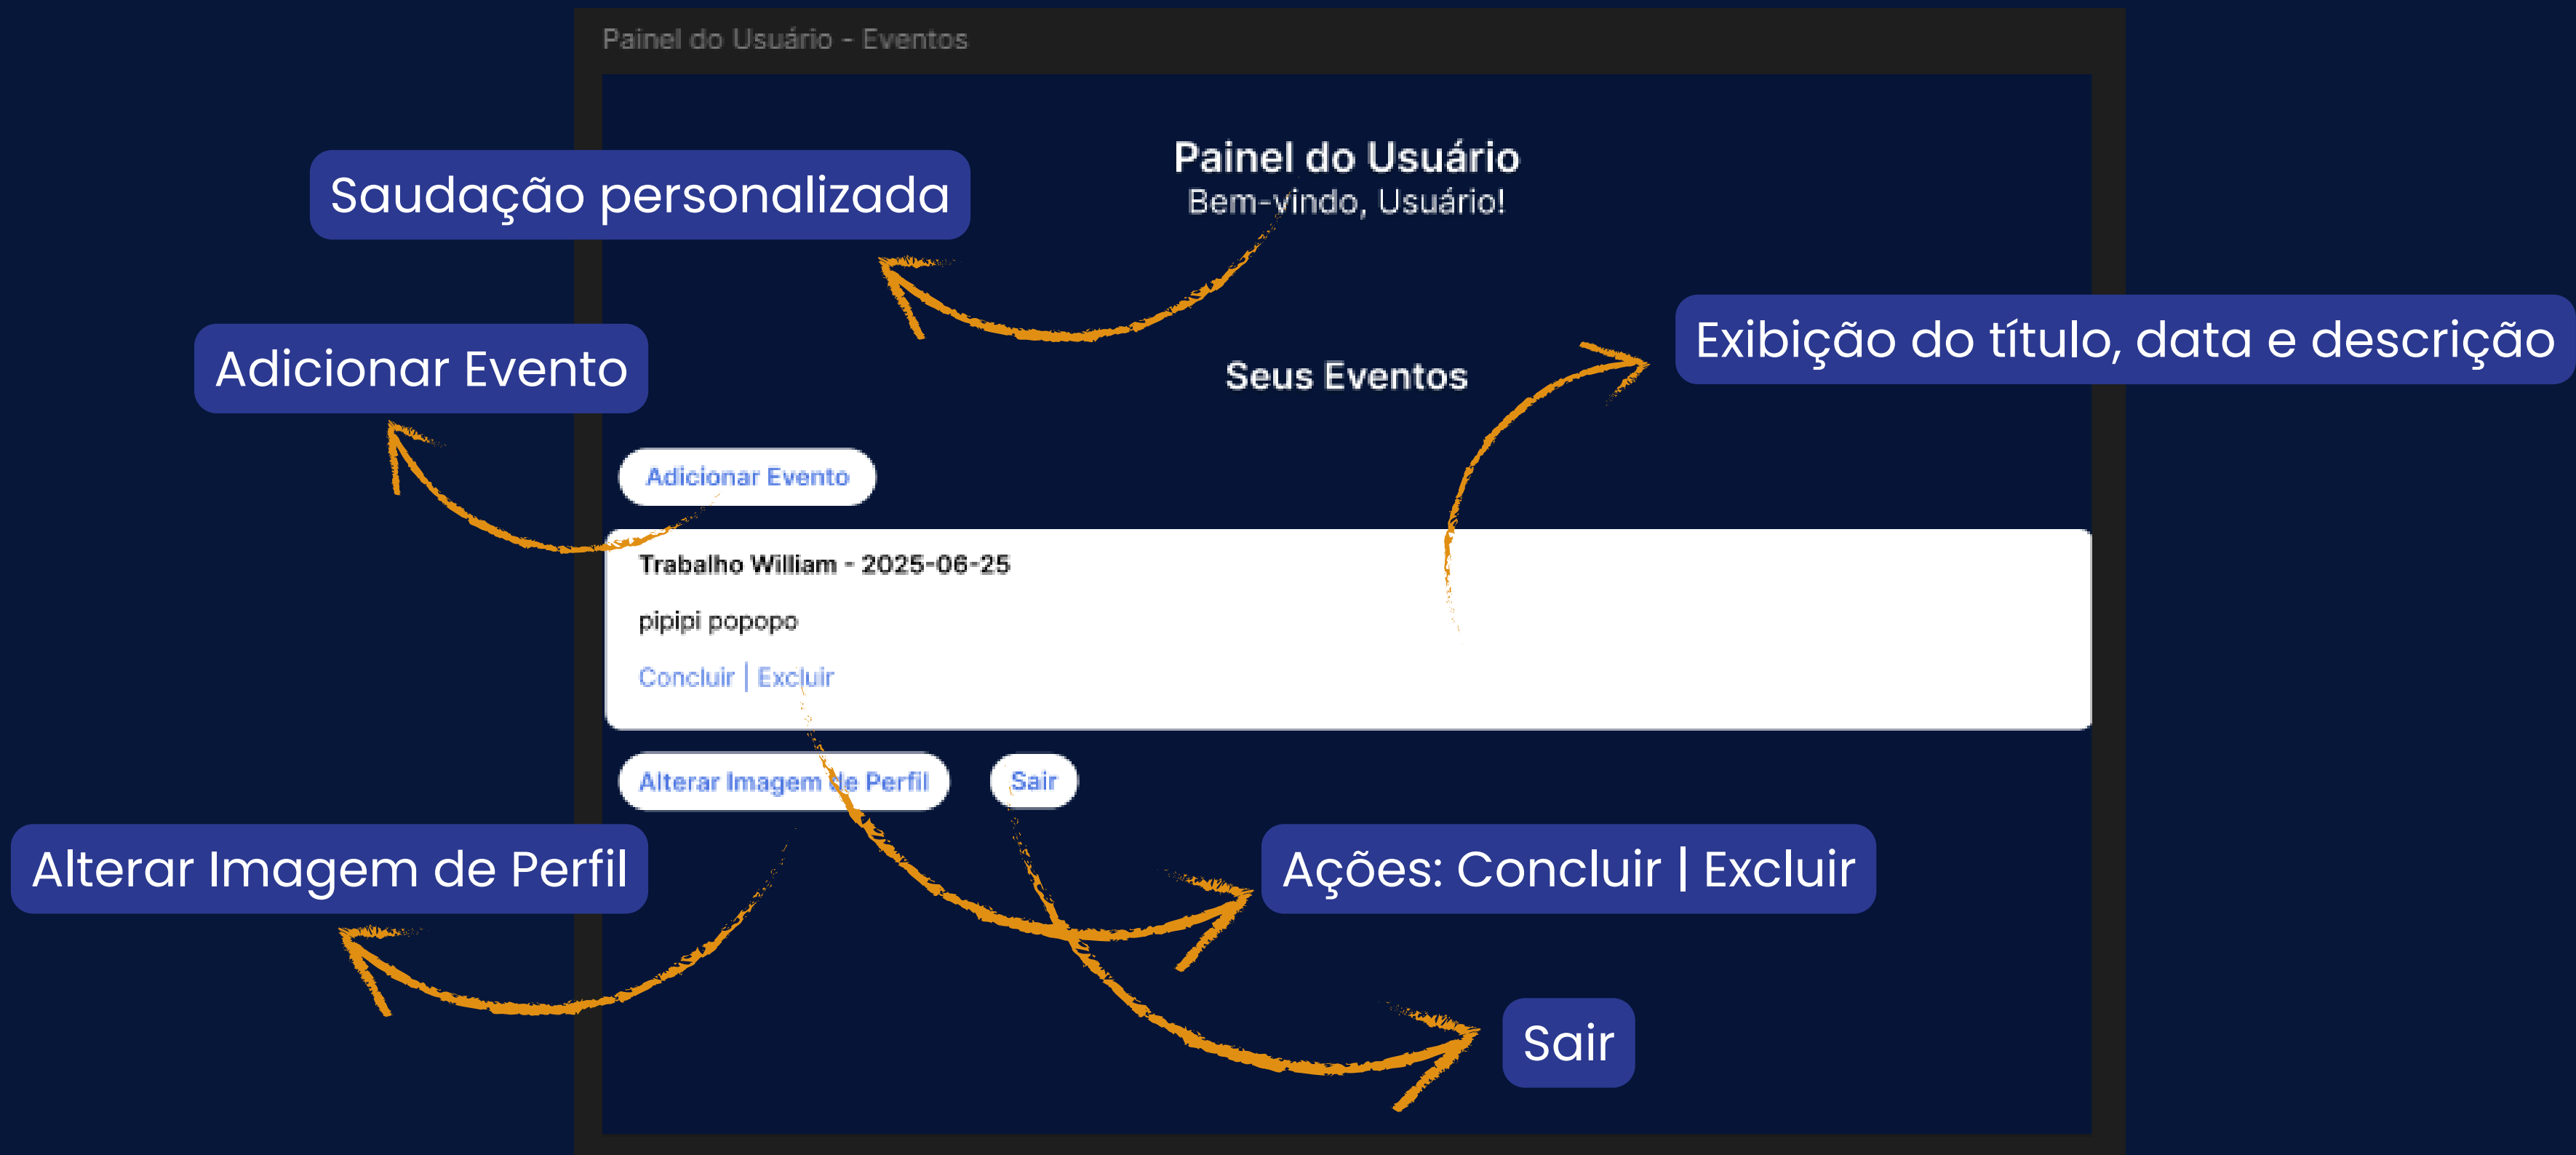 Painel do Usuário - Eventos
Painel do Usuário
Bem-vindo, Usuário!
Saudação personalizada
Exibição do título, data e descrição
Adicionar Evento
Seus Eventos
Adicionar Evento
Trabalho William - 2025-06-25
pipipi popopo
Concluir | Excluir
Alterar Imagem de Perfil
Sair
Alterar Imagem de Perfil
Ações: Concluir | Excluir
Sair